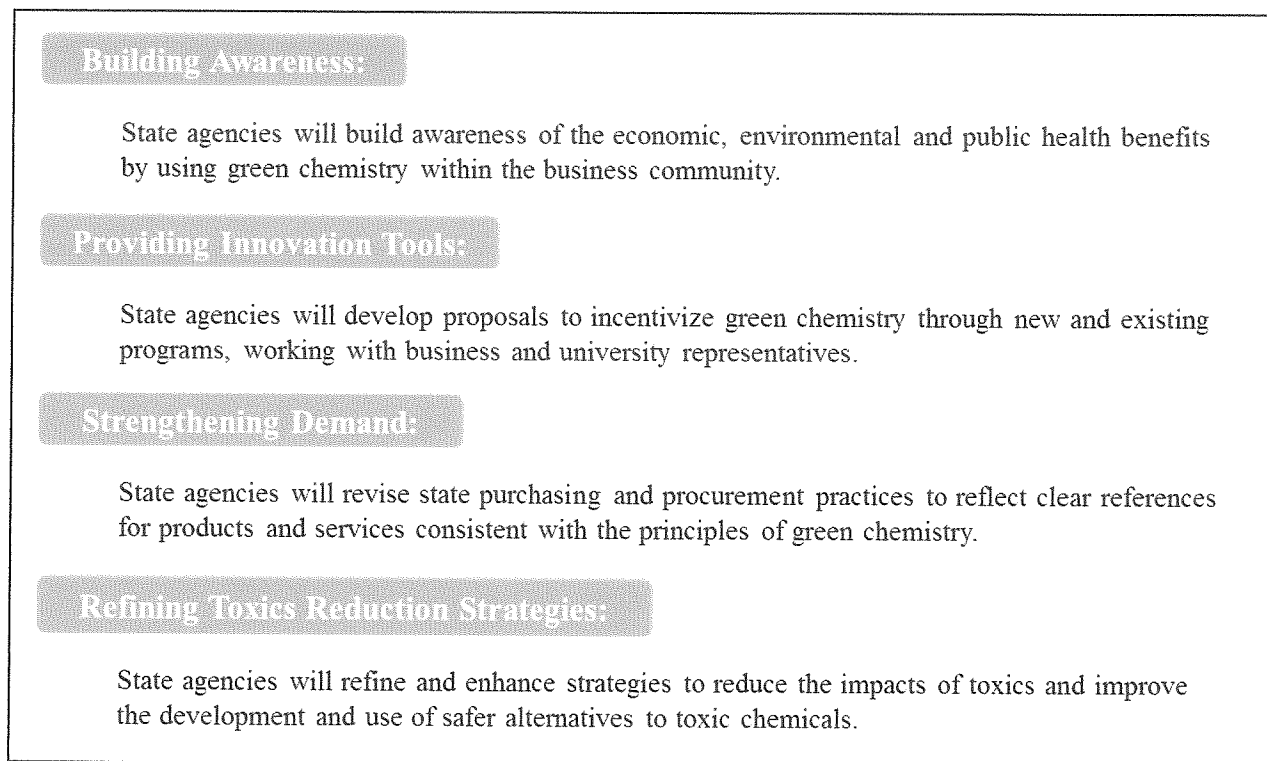 Building Awareness:
State agencies will build awareness of the economic, environmental and public health benefits
by using green chemistry within the business community.
Providing Innovation Tools:
State agencies will develop proposals to incentivize green chemistry through new and existing
programs, working with business and university representatives.
Strengthening Demand:
State agencies will revise state purchasing and procurement practices to reflect clear references
for products and services consistent with the principles of green chemistry.
Refining Toxics Reduction Strategies:
State agencies will refine and enhance strategies to reduce the impacts of toxics and improve
the development and use of safer alternatives to toxic chemicals.